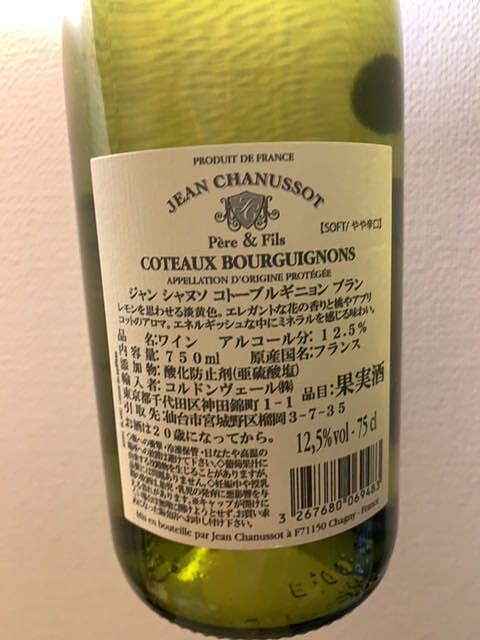 PRODUIT DE FRANCE
JEAN CHANUSSOT
Père & Fils
【SOFT/ やや辛口】
COTEAUX BOURGUIGNONS
APPELLATION D'ORIGINE PROTÉGÉE
ジャン シャヌソ コトーブルギニョン ブラン
レモンを思わせる淡黄色。エレガントな花の香りと桃やアプリ
コットのアロマ。エネルギッシュな中にミネラルを感じる味わい。
品名:ワイン アルコール分:12.5%
内容量:750ml 原産国名:フランス
添加物:酸化防止剤(亜硫酸塩)
輸入者:コルドンヴェール㈱ 品目:果実酒
東京都千代田区神田錦町1-1
引取先:仙台市宮城野区榴岡3-7-35
お酒は20歳になってから。
12,5%vol - 75 cl
3 267680 069483
Mis en bouteille par Jean Chanussot à F71150 Chagny - France